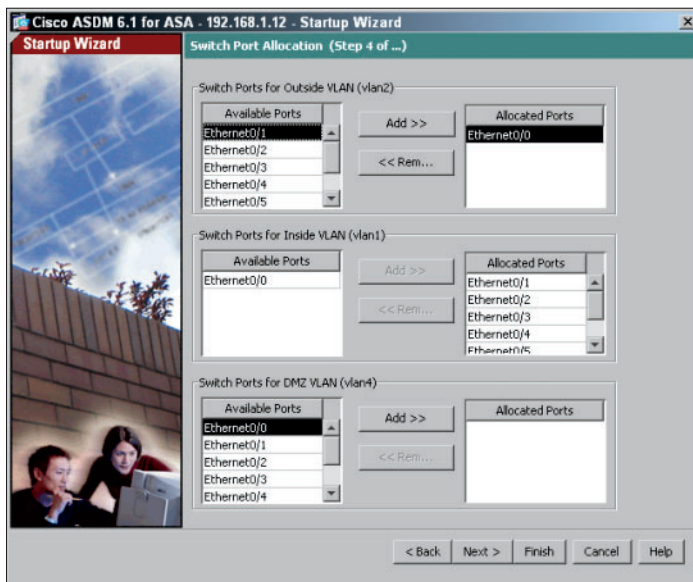 Cisco ASDM 6.1 for ASA - 192.168.1.12 - Startup Wizard
Startup Wizard
Switch Port Allocation (Step 4 of ...)
Switch Ports for Outside VLAN (vlan2)
Available Ports
Ethernet0/1
Ethernet0/2
Ethernet0/3
Ethernet0/4
Ethernet0/5
Add >>
<< Rem...
Allocated Ports
Ethernet0/0
Switch Ports for Inside VLAN (vlan1)
Available Ports
Ethernet0/0
Add >>
<< Rem...
Allocated Ports
Ethernet0/1
Ethernet0/2
Ethernet0/3
Ethernet0/4
Ethernet0/5
Switch Ports for DMZ VLAN (vlan4)
Available Ports
Ethernet0/0
Ethernet0/1
Ethernet0/2
Ethernet0/3
Ethernet0/4
Add >>
<< Rem...
Allocated Ports
< Back Next > Finish Cancel Help